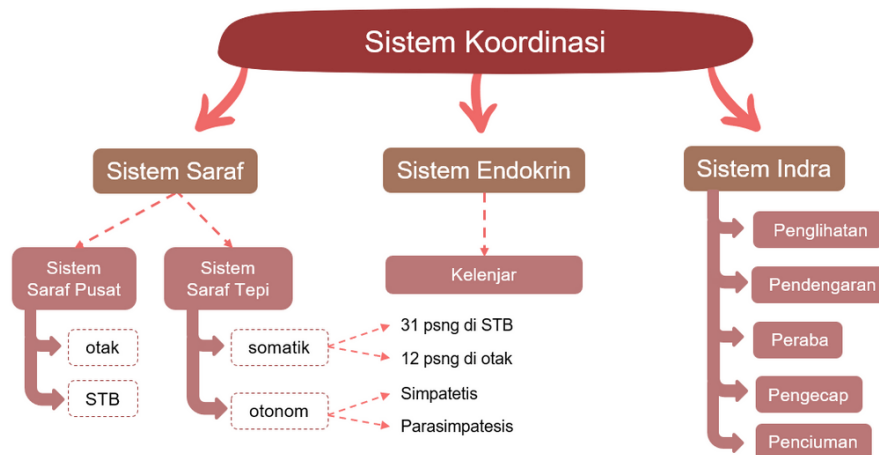 Sistem Koordinasi
Sistem Saraf
Sistem Endokrin
Sistem Indra
Sistem
Saraf Pusat
Sistem
Saraf Tepi
Kelenjar
Penglihatan
Pendengaran
Peraba
Pengecap
Penciuman
otak
STB
somatik
otonom
31 psng di STB
12 psng di otak
Simpatetis
Parasimpatesis